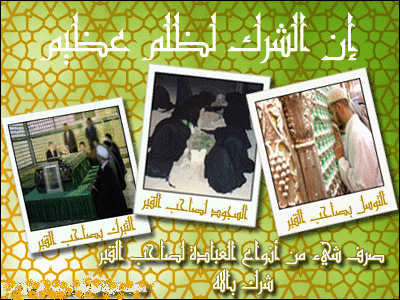 إن الشرك لظلم عظيم
التوسل بصاحب القبر
السجود لصاحب القبر
التبرك بصاحب القبر
صرف شيء من أنواع العبادة لصاحب القبر
شرك بالله